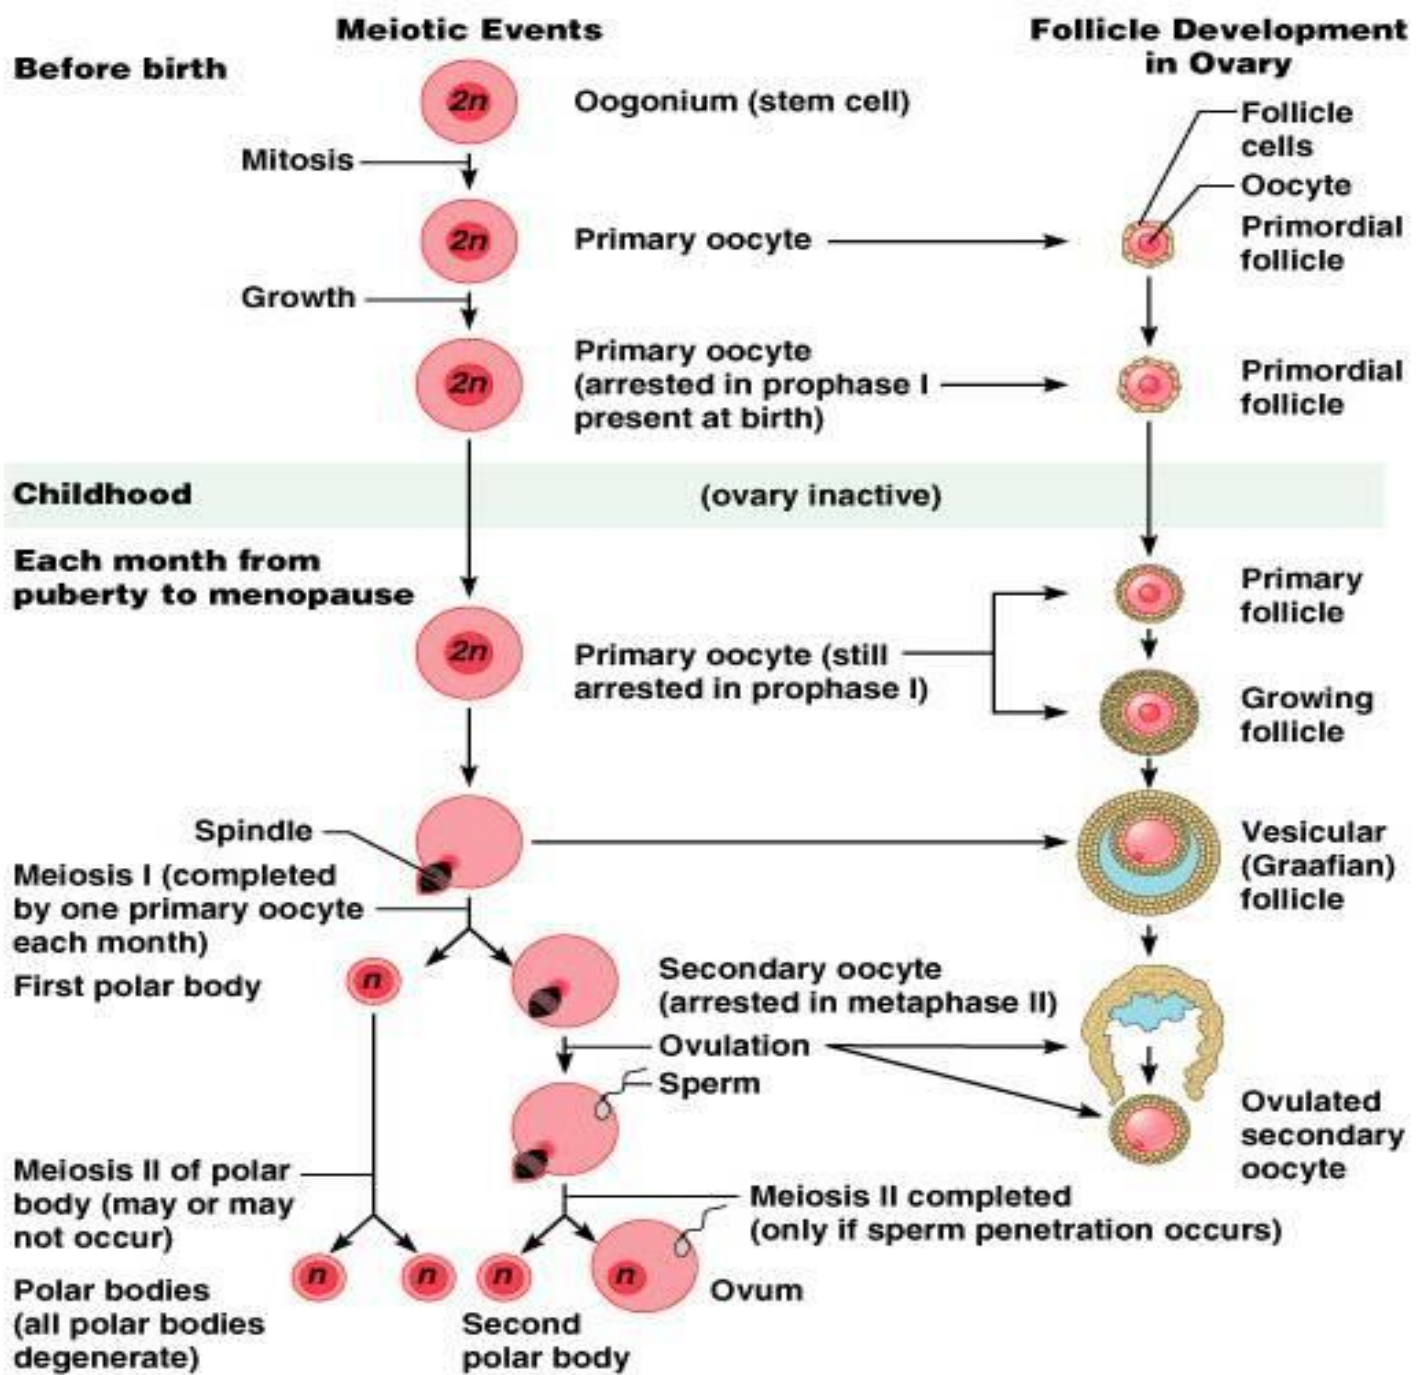 Meiotic Events
Follicle Development
in Ovary
Before birth
2n
Oogonium (stem cell)
Follicle
cells
Mitosis
Oocyte
2n
Primary oocyte
Primordial
follicle
Growth
2n
Primary oocyte
(arrested in prophase I
present at birth)
Primordial
follicle
Childhood
(ovary inactive)
Each month from
puberty to menopause
Primary
follicle
2n
Primary oocyte (still
arrested in prophase I)
Growing
follicle
Spindle
Vesicular
(Graafian)
follicle
Meiosis I (completed
by one primary oocyte
each month)
First polar body
n
Secondary oocyte
(arrested in metaphase II)
Ovulation
Sperm
Ovulated
secondary
oocyte
Meiosis II of polar
body (may or may
not occur)
Meiosis II completed
(only if sperm penetration occurs)
n
n
n
n
Ovum
Polar bodies
(all polar bodies
degenerate)
Second
polar body